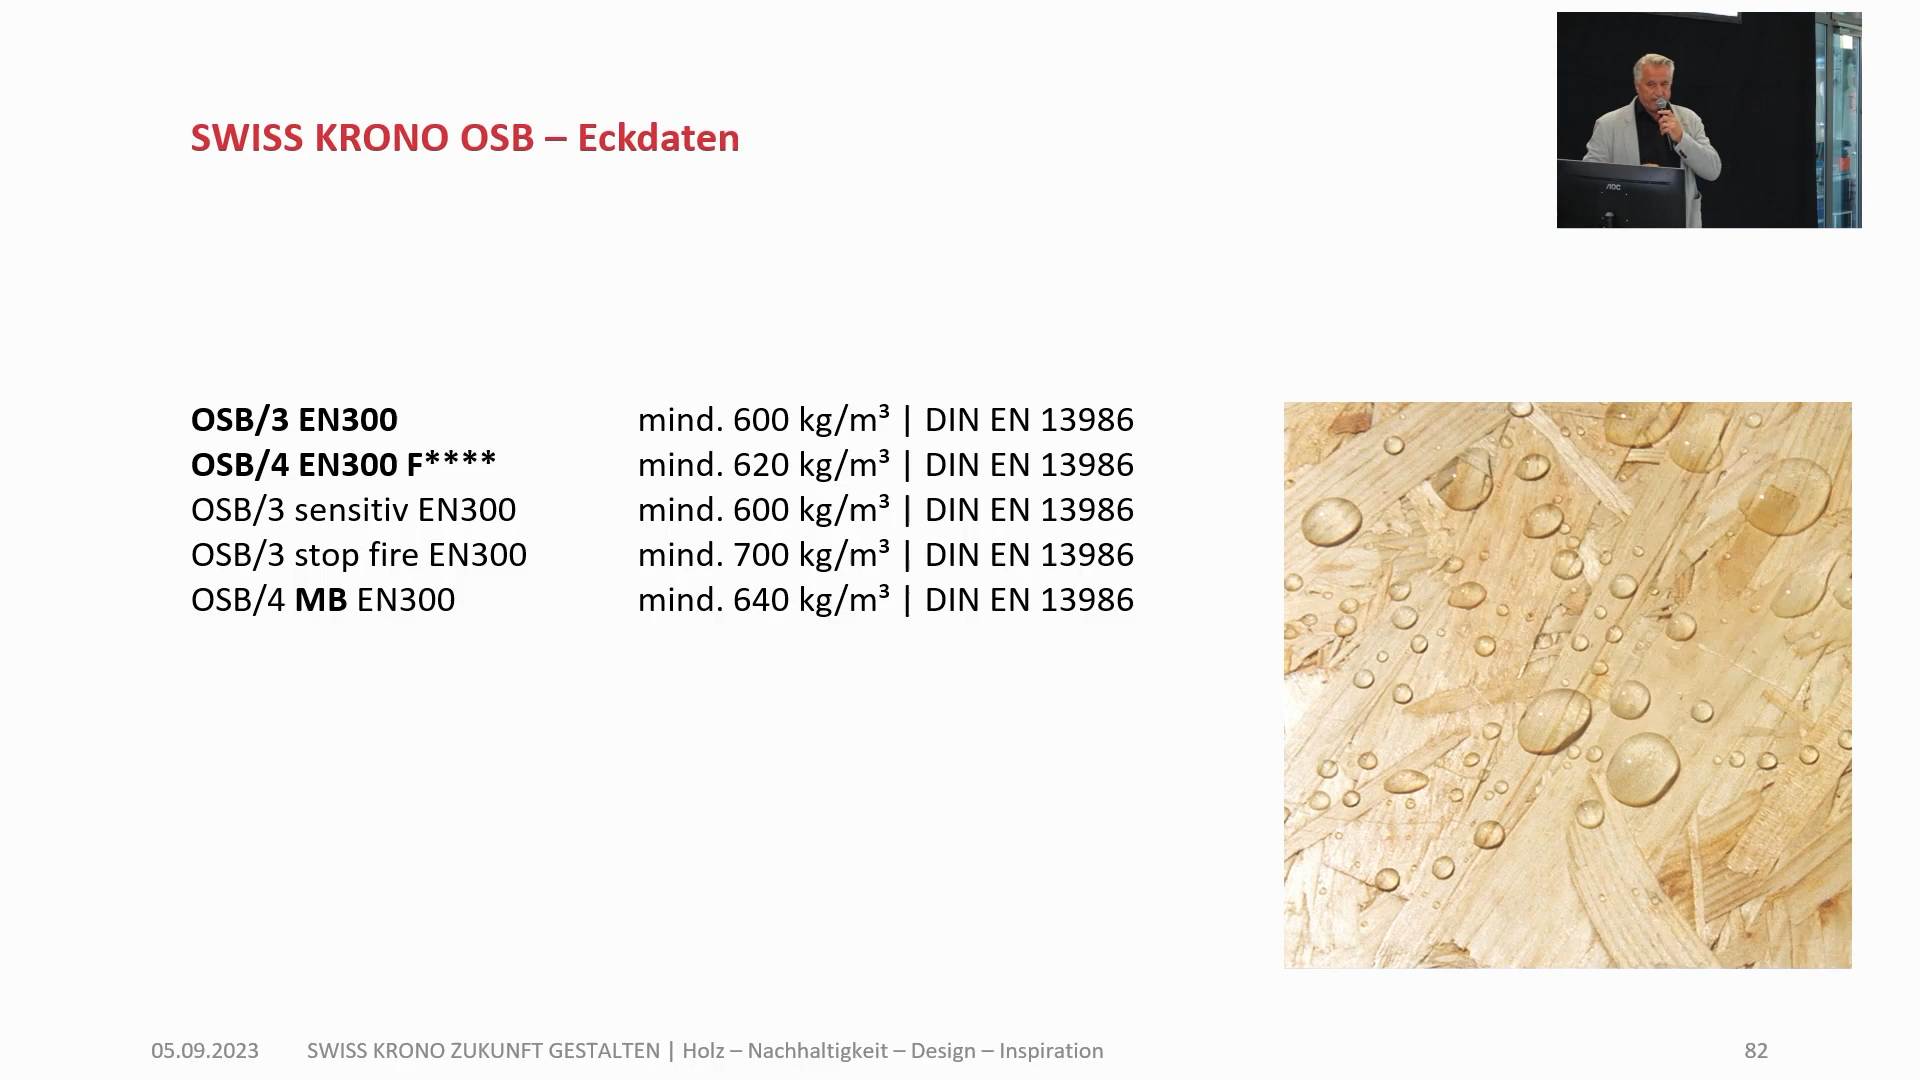 SWISS KRONO OSB – Eckdaten
AOC
OSB/3 EN300 mind. 600 kg/m³ | DIN EN 13986
OSB/4 EN300 F**** mind. 620 kg/m³ | DIN EN 13986
OSB/3 sensitiv EN300 mind. 600 kg/m³ | DIN EN 13986
OSB/3 stop fire EN300 mind. 700 kg/m³ | DIN EN 13986
OSB/4 MB EN300 mind. 640 kg/m³ | DIN EN 13986
05.09.2023 SWISS KRONO ZUKUNFT GESTALTEN | Holz – Nachhaltigkeit – Design – Inspiration 82